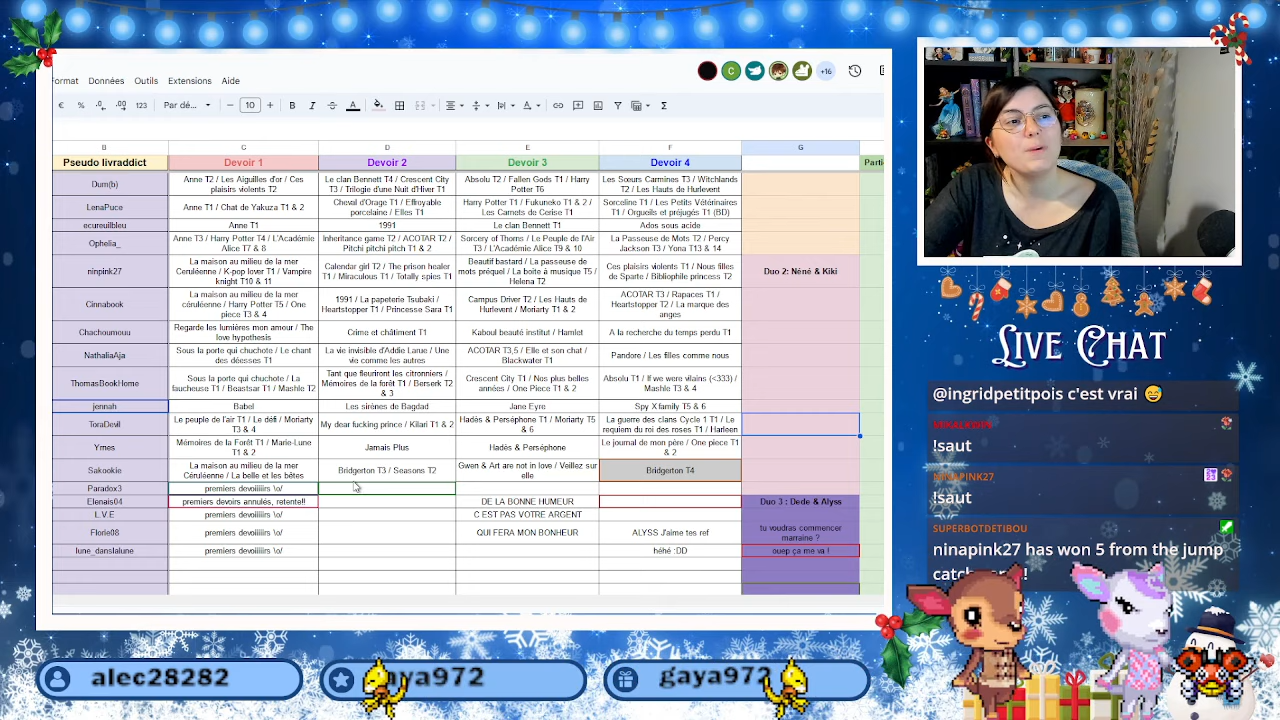 ormat Données Outils Extensions Aide
C +16
€ % .0 .00 123 Par dé... − 10 + B I A Σ
B C D E F G
Pseudo livraddict Devoir 1 Devoir 2 Devoir 3 Devoir 4 Parti
Dum(b)
Anne T2 / Les Aiguilles d'or / Ces
plaisirs violents T2
Le clan Bennett T4 / Crescent City
T3 / Trilogie d'une Nuit d'Hiver T1
Absolu T2 / Fallen Gods T1 / Harry
Potter T6
Les Sœurs Carmines T3 / Witchlands
T2 / Les Hauts de Hurlevent
LenaPuce
Anne T1 / Chat de Yakuza T1 & 2
Cheval d'Orage T1 / Effroyable
porcelaine / Elles T1
Harry Potter T1 / Fukuneko T1 & 2 /
Les Carnets de Cerise T1
Sorceline T1 / Les Petits Vétérinaires
T1 / Orgueils et préjugés T1 (BD)
ecureuilbleu
Anne T1
1991
Le clan Bennett T1
Ados sous acide
Ophelia_
Anne T3 / Harry Potter T4 / L'Académie
Alice T7 & 8
Inheritance game T2 / ACOTAR T2 /
Pitchi pitchi pitch T1 & 2
Sorcery of Thorns / Le Peuple de l'Air
T3 / L'Académie Alice T9 & 10
La Passeuse de Mots T2 / Percy
Jackson T3 / Yona T13 & 14
ninpink27
La maison au milieu de la mer
Ceruléenne / K-pop lover T1 / Vampire
knight T10 & 11
Calendar girl T2 / The prison healer
T1 / Miraculous T1 / Totally spies T1
Beautif bastard / La passeuse de
mots préquel / La boite à musique T5 /
Helena T2
Ces plaisirs violents T1 / Nous filles
de Sparte / Bibliophile princess T2
Duo 2: Néné & Kiki
Cinnabook
La maison au milieu de la mer
céruléenne / Harry Potter T5 / One
piece T3 & 4
1991 / La papeterie Tsubaki /
Heartstopper T1 / Princesse Sara T1
Campus Driver T2 / Les Hauts de
Hurlevent / Moriarty T1 & 2
ACOTAR T3 / Rapaces T1 /
Heartstopper T2 / La marque des
anges
Chachoumouu
Regarde les lumières mon amour / The
love hypothesis
Crime et châtiment T1
Kaboul beauté institut / Hamlet
A la recherche du temps perdu T1
NathaliaAja
Sous la porte qui chuchote / Le chant
des déesses T1
La vie invisible d'Addie Larue / Une
vie comme les autres
ACOTAR T3,5 / Elle et son chat /
Blackwater T1
Pandore / Les filles comme nous
ThomasBookHome
Sous la porte qui chuchote / La
faucheuse T1 / Beastsar T1 / Mashle T2
Tant que fleuriront les citronniers /
Mémoires de la forêt T1 / Berserk T2
& 3
Crescent City T1 / Nus plus belles
années / One Piece T1 & 2
Absolu T1 / If we were vilains (<333) /
Mashle T3 & 4
jennah
Babel
Les sirènes de Bagdad
Jane Eyre
Spy X family T5 & 6
ToraDevil
Le peuple de l'air T1 / Le défi / Moriarty
T3 & 4
My dear fucking prince / Kilari T1 & 2
Hadès & Perséphone T1 / Moriarty T5
& 6
La guerre des clans Cycle 1 T1 / Le
requiem du roi des roses T1 / Harleen
Ymes
Mémoires de la Forêt T1 / Marie-Lune
T1 & 2
Jamais Plus
Hadès & Perséphone
Le journal de mon père / One piece T1
& 2
Sakookie
La maison au milieu de la mer
Céruléenne / La belle et les bêtes
Bridgerton T3 / Seasons T2
Gwen & Art are not in love / Veillez sur
elle
Bridgerton T4
Paradox3 premiers devoiiiiirs \o/
Elenais04 premiers devoirs annulés, retente!! DE LA BONNE HUMEUR Duo 3 : Dede & Alyss
L.V.E premiers devoiiiiirs \o/ C EST PAS VOTRE ARGENT
Florie08 premiers devoiiiiirs \o/ QUI FERA MON BONHEUR ALYSS J'aime tes ref
tu voudras commencer
marraine ?
lune_danslalune premiers devoiiiiirs \o/ héhé :DD ouep ça me va !
LIVE CHAT
@ingridpetitpois c'est vrai 😅
!saut
NINAPINK27
!saut
SUPERBOTDETIBOU
ninapink27 has won 5 from the jump
alec28282
gaya972